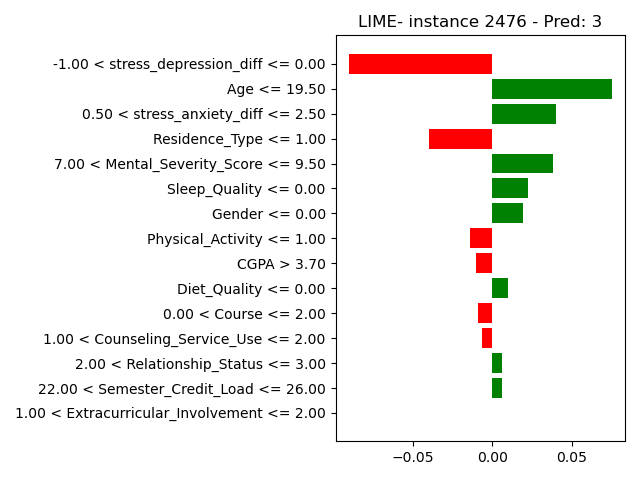 LIME- instance 2476 - Pred: 3
-1.00 < stress_depression_diff <= 0.00
Age <= 19.50
0.50 < stress_anxiety_diff <= 2.50
Residence_Type <= 1.00
7.00 < Mental_Severity_Score <= 9.50
Sleep_Quality <= 0.00
Gender <= 0.00
Physical_Activity <= 1.00
CGPA > 3.70
Diet_Quality <= 0.00
0.00 < Course <= 2.00
1.00 < Counseling_Service_Use <= 2.00
2.00 < Relationship_Status <= 3.00
22.00 < Semester_Credit_Load <= 26.00
1.00 < Extracurricular_Involvement <= 2.00
−0.05 0.00 0.05